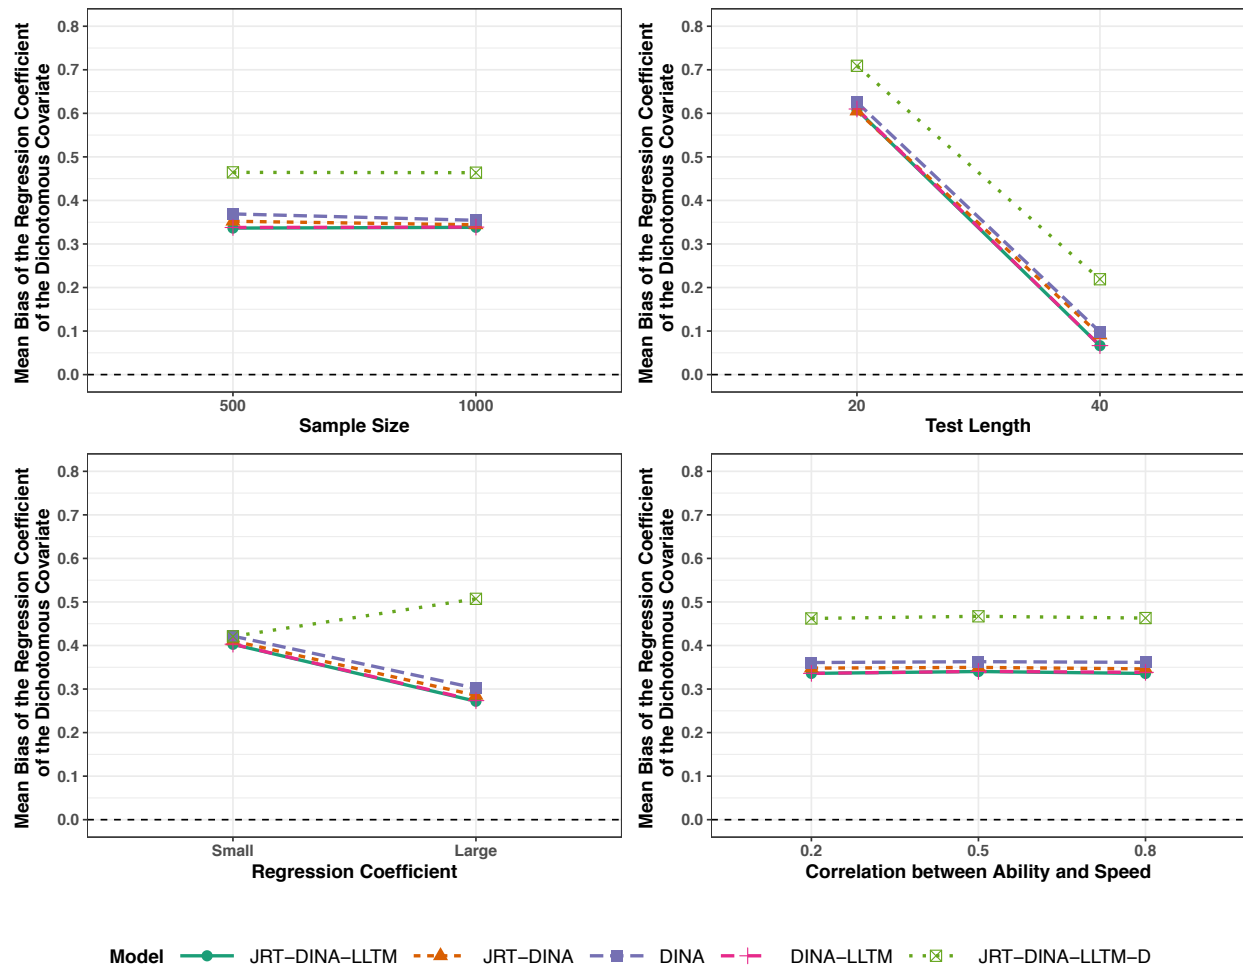 Mean Bias of the Regression Coefficient
of the Dichotomous Covariate
0.8
0.7
0.6
0.5
0.4
0.3
0.2
0.1
0.0
500
1000
Sample Size
Mean Bias of the Regression Coefficient
of the Dichotomous Covariate
0.8
0.7
0.6
0.5
0.4
0.3
0.2
0.1
0.0
20
40
Test Length
Mean Bias of the Regression Coefficient
of the Dichotomous Covariate
0.8
0.7
0.6
0.5
0.4
0.3
0.2
0.1
0.0
Small
Large
Regression Coefficient
Mean Bias of the Regression Coefficient
of the Dichotomous Covariate
0.8
0.7
0.6
0.5
0.4
0.3
0.2
0.1
0.0
0.2
0.5
0.8
Correlation between Ability and Speed
Model JRT−DINA−LLTM JRT−DINA DINA DINA−LLTM JRT−DINA−LLTM−D